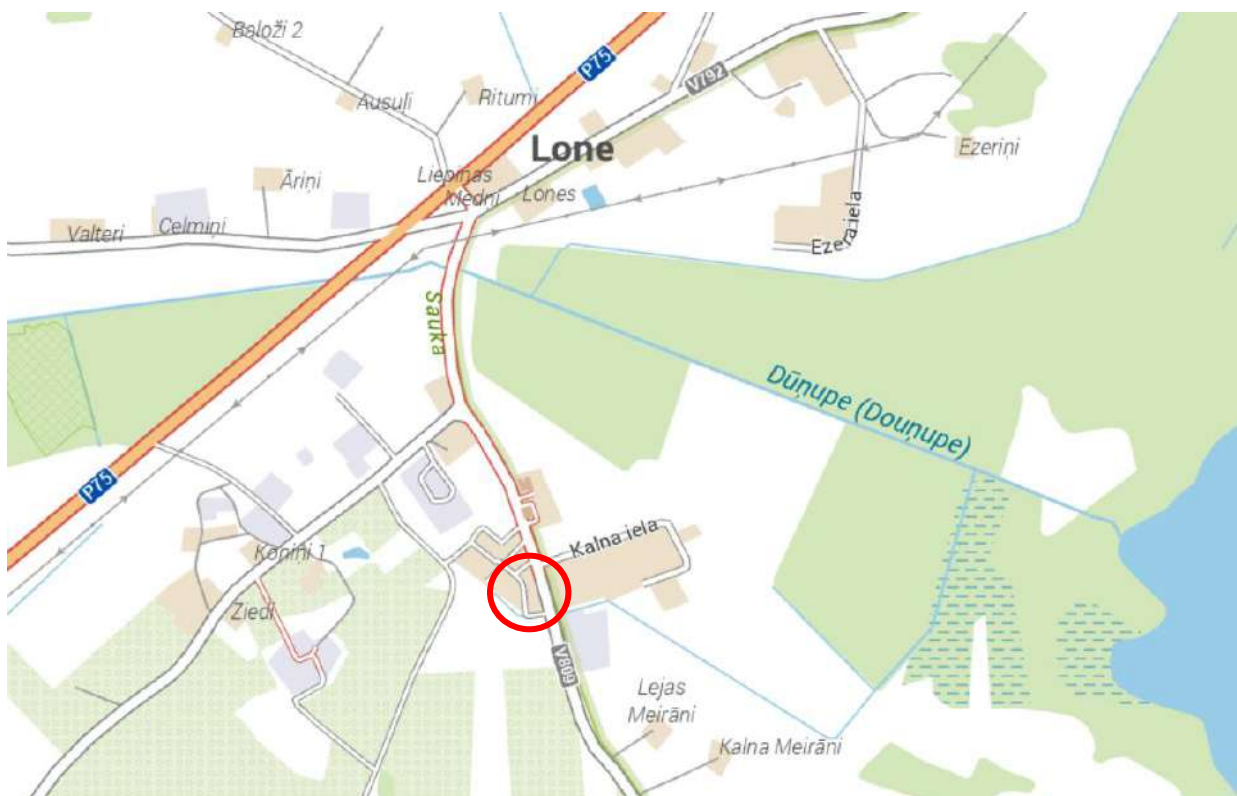 Baloži 2
P75
V792
Ausuļi
Ritumi
Lone
Ezeriņi
Āriņi
Liepiņas
Medņi
Lones
Valteri
Celmiņi
Ezera iela
Sauka
Dūņupe (Douņupe)
P75
Koniņi 1
Kalna iela
Ziedi
V809
Lejas
Meirāni
Kalna Meirāni